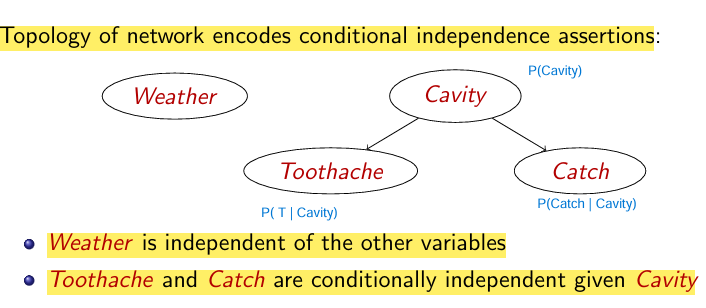 Topology of network encodes conditional independence assertions:
Weather
Cavity
P(Cavity)
Toothache
Catch
P( T | Cavity)
P(Catch | Cavity)
Weather is independent of the other variables
Toothache and Catch are conditionally independent given Cavity